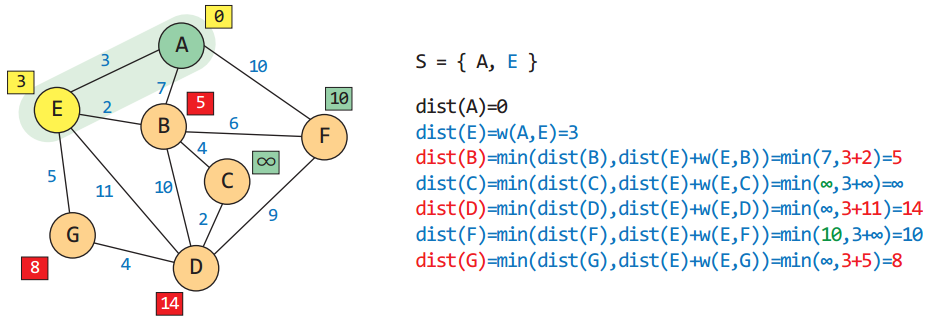 0
A
3
10
3
7
10
E
2
5
B
6
F
4
∞
5
11
10
C
2
9
G
4
D
8
14
S = { A, E }
dist(A)=0
dist(E)=w(A,E)=3
dist(B)=min(dist(B),dist(E)+w(E,B))=min(7,3+2)=5
dist(C)=min(dist(C),dist(E)+w(E,C))=min(∞,3+∞)=∞
dist(D)=min(dist(D),dist(E)+w(E,D))=min(∞,3+11)=14
dist(F)=min(dist(F),dist(E)+w(E,F))=min(10,3+∞)=10
dist(G)=min(dist(G),dist(E)+w(E,G))=min(∞,3+5)=8